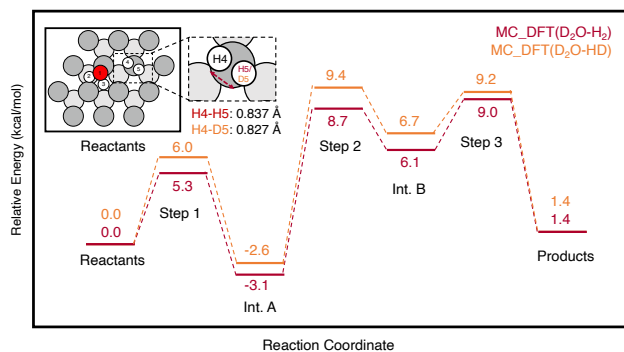 MC_DFT(D₂O-H₂)
MC_DFT(D₂O-HD)
H4
H5/
D5
H4-H5: 0.837 Å
H4-D5: 0.827 Å
Reactants
Relative Energy (kcal/mol)
0.0
0.0
Reactants
6.0
5.3
Step 1
-2.6
-3.1
Int. A
9.4
8.7
Step 2
6.7
6.1
Int. B
9.2
9.0
Step 3
1.4
1.4
Products
Reaction Coordinate